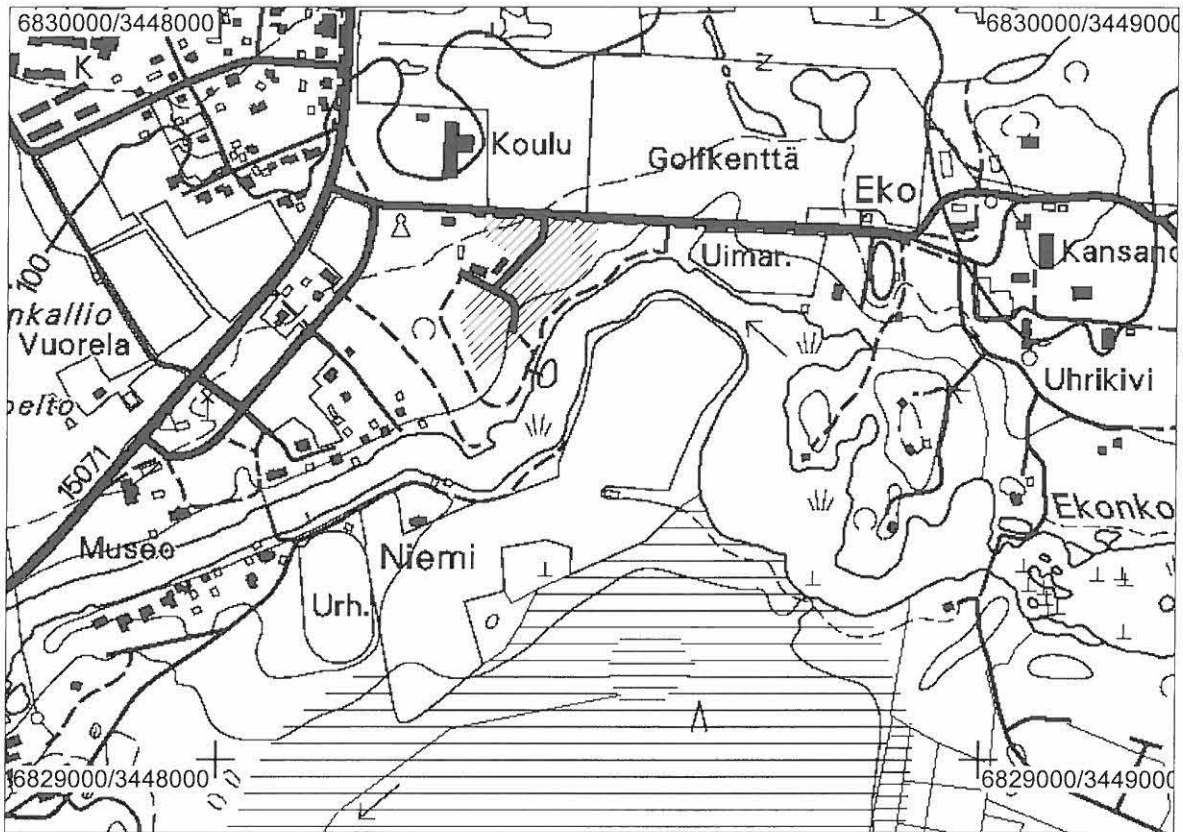 6830000/3448000
6830000/3449000
K
Koulu
Golfkenttä
Eko
100
Uimar.
Kansano
nkallio
Vuorela
pelto
Uhrikivi
15071
Museo
Niemi
Ekonko
Urh.
6829000/3448000
6829000/3449000